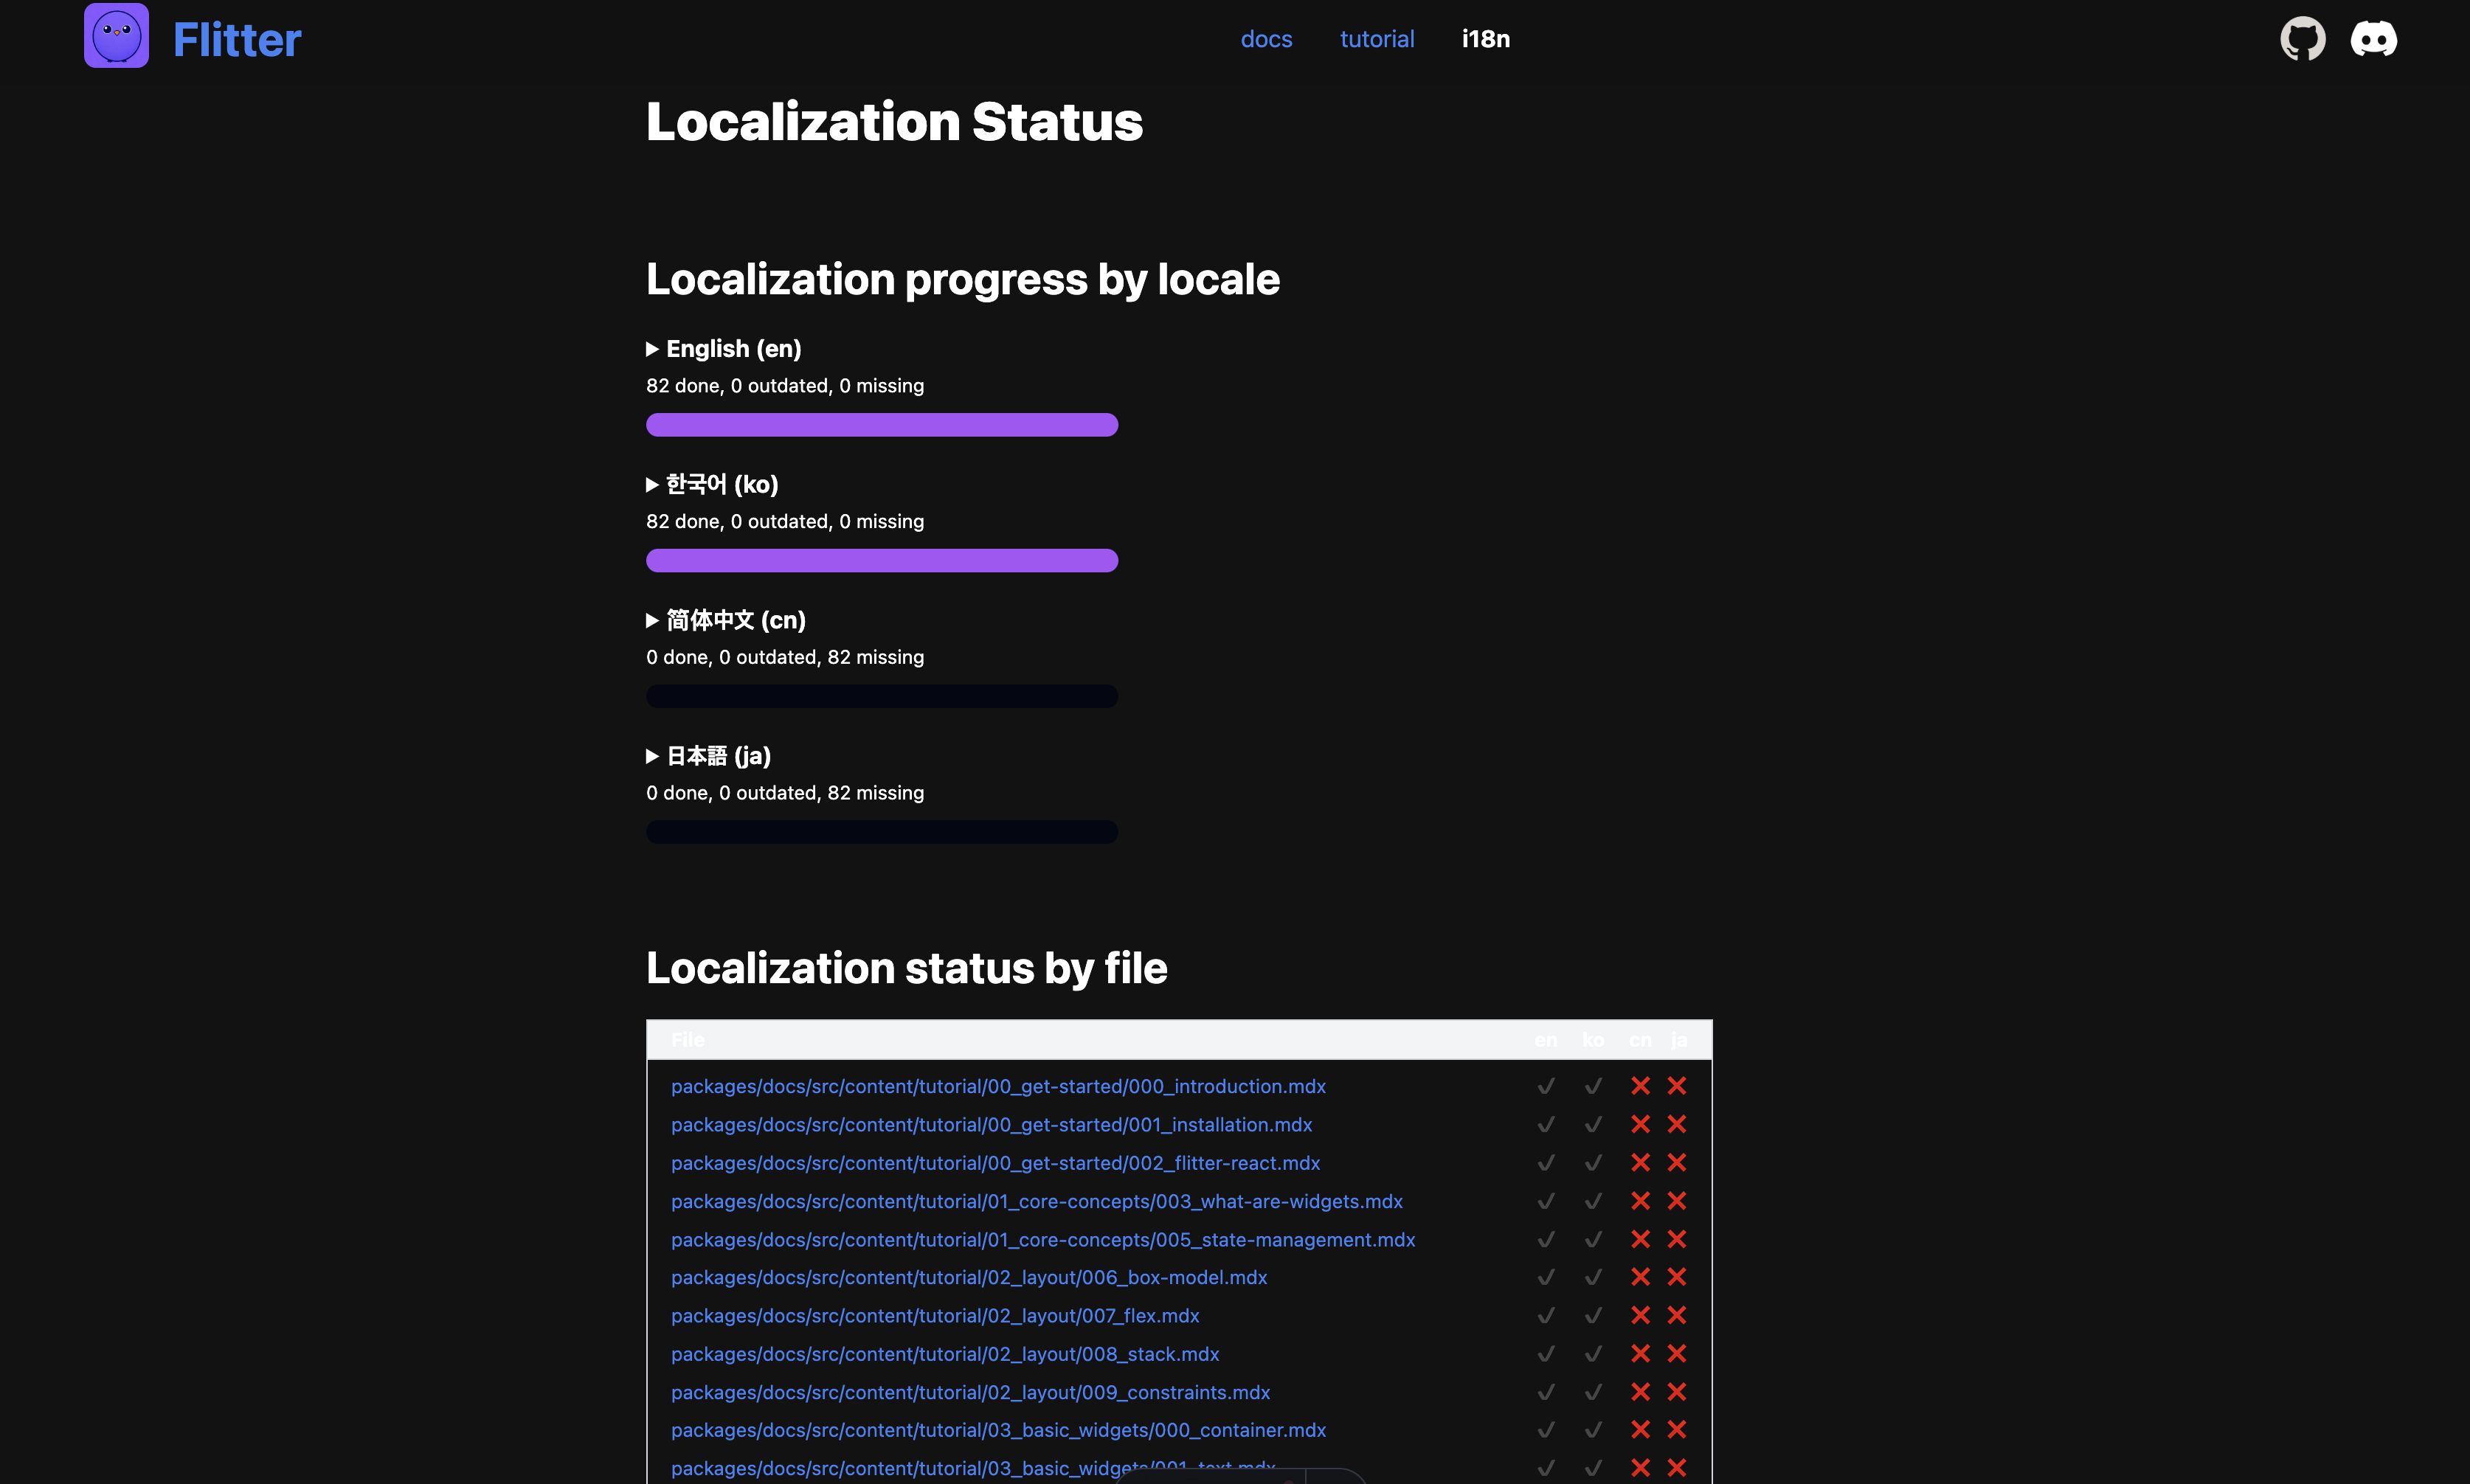 Flitter
docs tutorial i18n
Localization Status
Localization progress by locale
English (en)
82 done, 0 outdated, 0 missing
한국어 (ko)
82 done, 0 outdated, 0 missing
简体中文 (cn)
0 done, 0 outdated, 82 missing
日本語 (ja)
0 done, 0 outdated, 82 missing
Localization status by file
File en ko cn ja
packages/docs/src/content/tutorial/00_get-started/000_introduction.mdx
packages/docs/src/content/tutorial/00_get-started/001_installation.mdx
packages/docs/src/content/tutorial/00_get-started/002_flitter-react.mdx
packages/docs/src/content/tutorial/01_core-concepts/003_what-are-widgets.mdx
packages/docs/src/content/tutorial/01_core-concepts/005_state-management.mdx
packages/docs/src/content/tutorial/02_layout/006_box-model.mdx
packages/docs/src/content/tutorial/02_layout/007_flex.mdx
packages/docs/src/content/tutorial/02_layout/008_stack.mdx
packages/docs/src/content/tutorial/02_layout/009_constraints.mdx
packages/docs/src/content/tutorial/03_basic_widgets/000_container.mdx
packages/docs/src/content/tutorial/03_basic_widgets/001_text.mdx